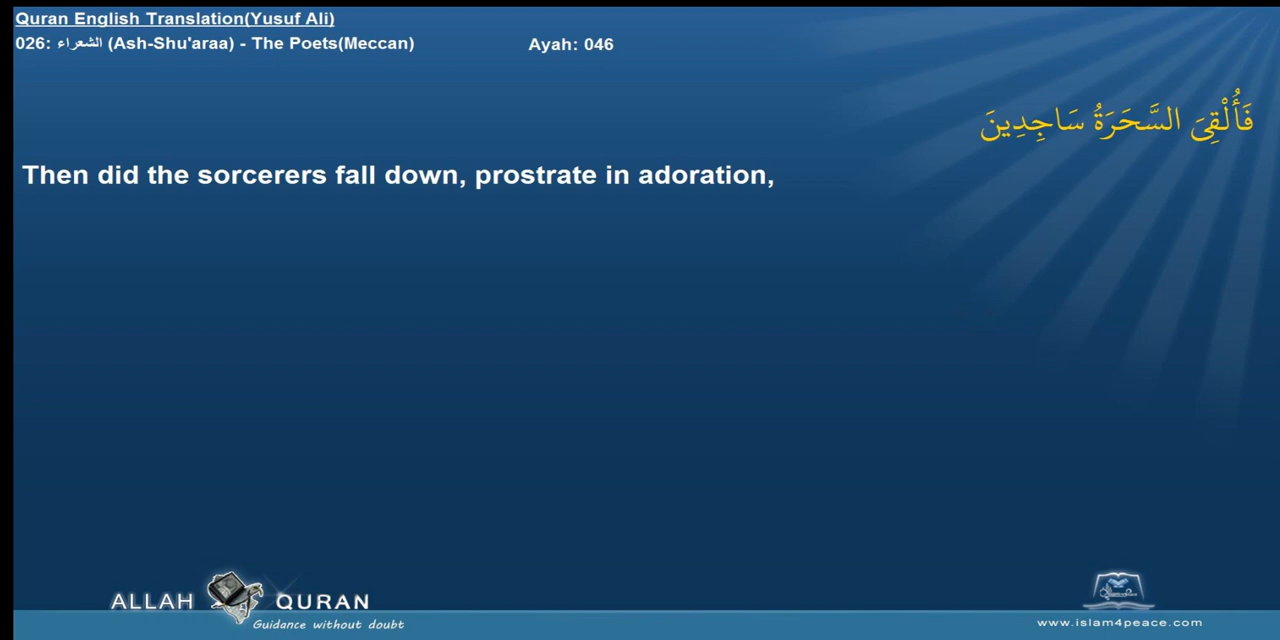 Quran English Translation(Yusuf Ali)
026: الشعراء (Ash-Shu'araa) - The Poets(Meccan) Ayah: 046
فَأُلْقِىَ السَّحَرَةُ سَاجِدِينَ
Then did the sorcerers fall down, prostrate in adoration,
ALLAH QURAN
Guidance without doubt
www.islam4peace.com